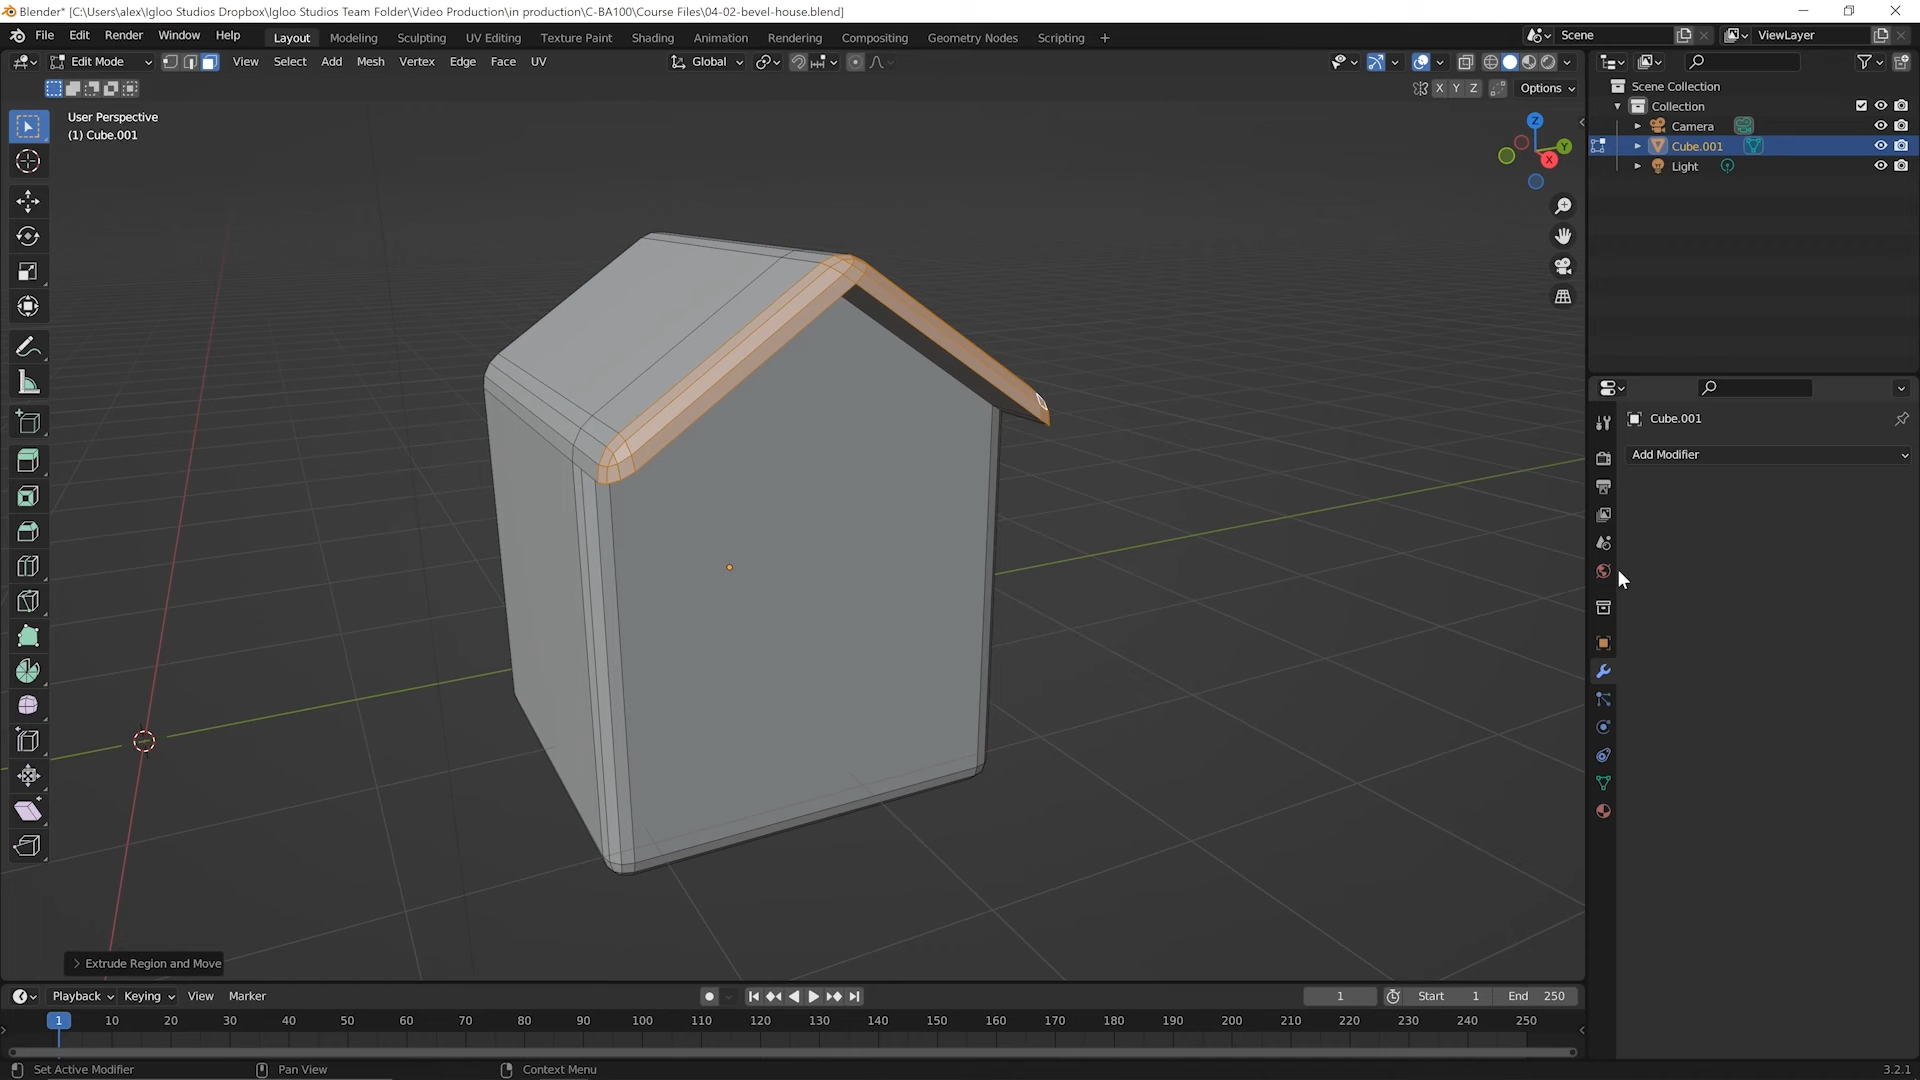 Blender* [C:\Users\alex\Igloo Studios Dropbox\Igloo Studios Team Folder\Video Production\in production\C-BA100\Course Files\04-02-bevel-house.blend]
File Edit Render Window Help Layout Modeling Sculpting UV Editing Texture Paint Shading Animation Rendering Compositing Geometry Nodes Scripting + Scene ViewLayer
Edit Mode View Select Add Mesh Vertex Edge Face UV Global
X Y Z Options
User Perspective
(1) Cube.001
Z
Y
X
Scene Collection
Collection
Camera
Cube.001
Light
Cube.001
Add Modifier
Extrude Region and Move
Playback Keying View Marker 1 Start 1 End 250
1 10 20 30 40 50 60 70 80 90 100 110 120 130 140 150 160 170 180 190 200 210 220 230 240 250
Set Active Modifier Pan View Context Menu 3.2.1